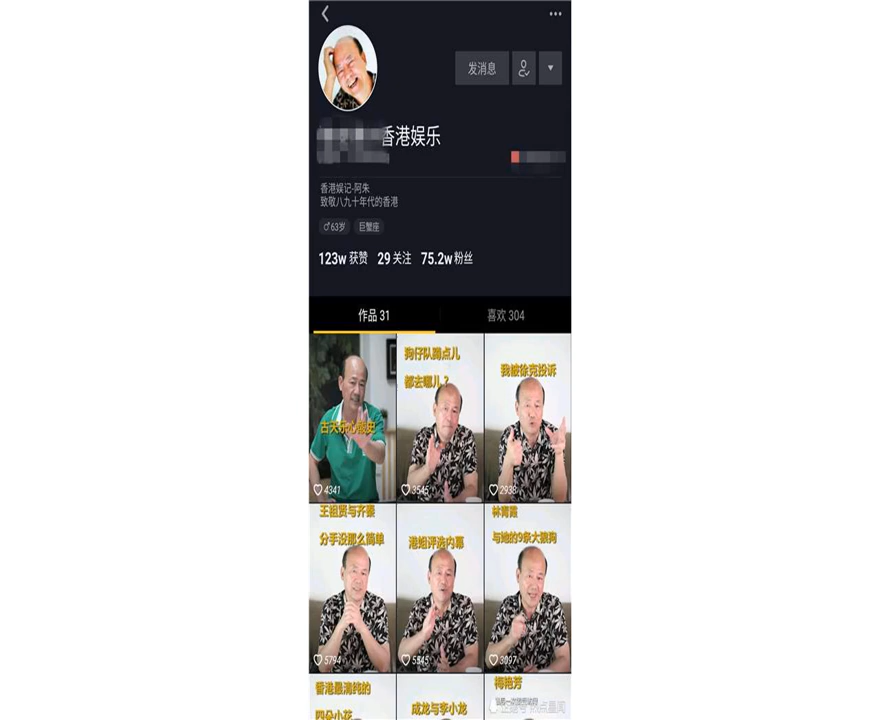 发消息
香港娱乐
香港娱记-阿朱
致敬八九十年代的香港
♂63岁 巨蟹座
123w 获赞 29 关注 75.2w 粉丝
作品 31 喜欢 304
古天乐心酸史
4341
狗仔队蹲点儿
都去哪儿?
3545
我被徐克投诉
2938
王祖贤与齐秦
分手没那么简单
5794
港姐评选内幕
5545
林青霞
与她的9条大狼狗
3097
香港最清纯的
四朵小花
成龙与李小龙
梅艳芳